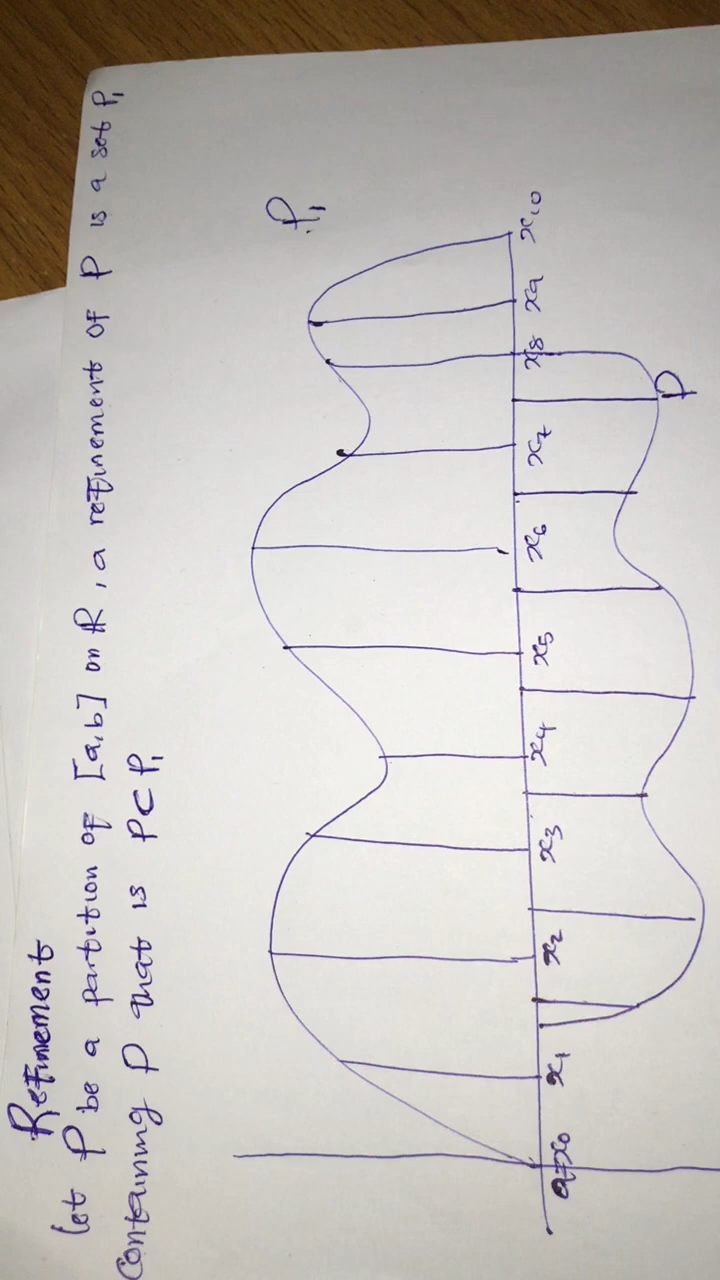 Refinement
let P be a partition of [a,b] on ℝ, a refinement of P is a set P₁
Containing P that is P⊂P₁
P₁
a=x₀ x₁ x₂ x₃ x₄ x₅ x₆ x₇ x₈ x₉ x₁₀
P